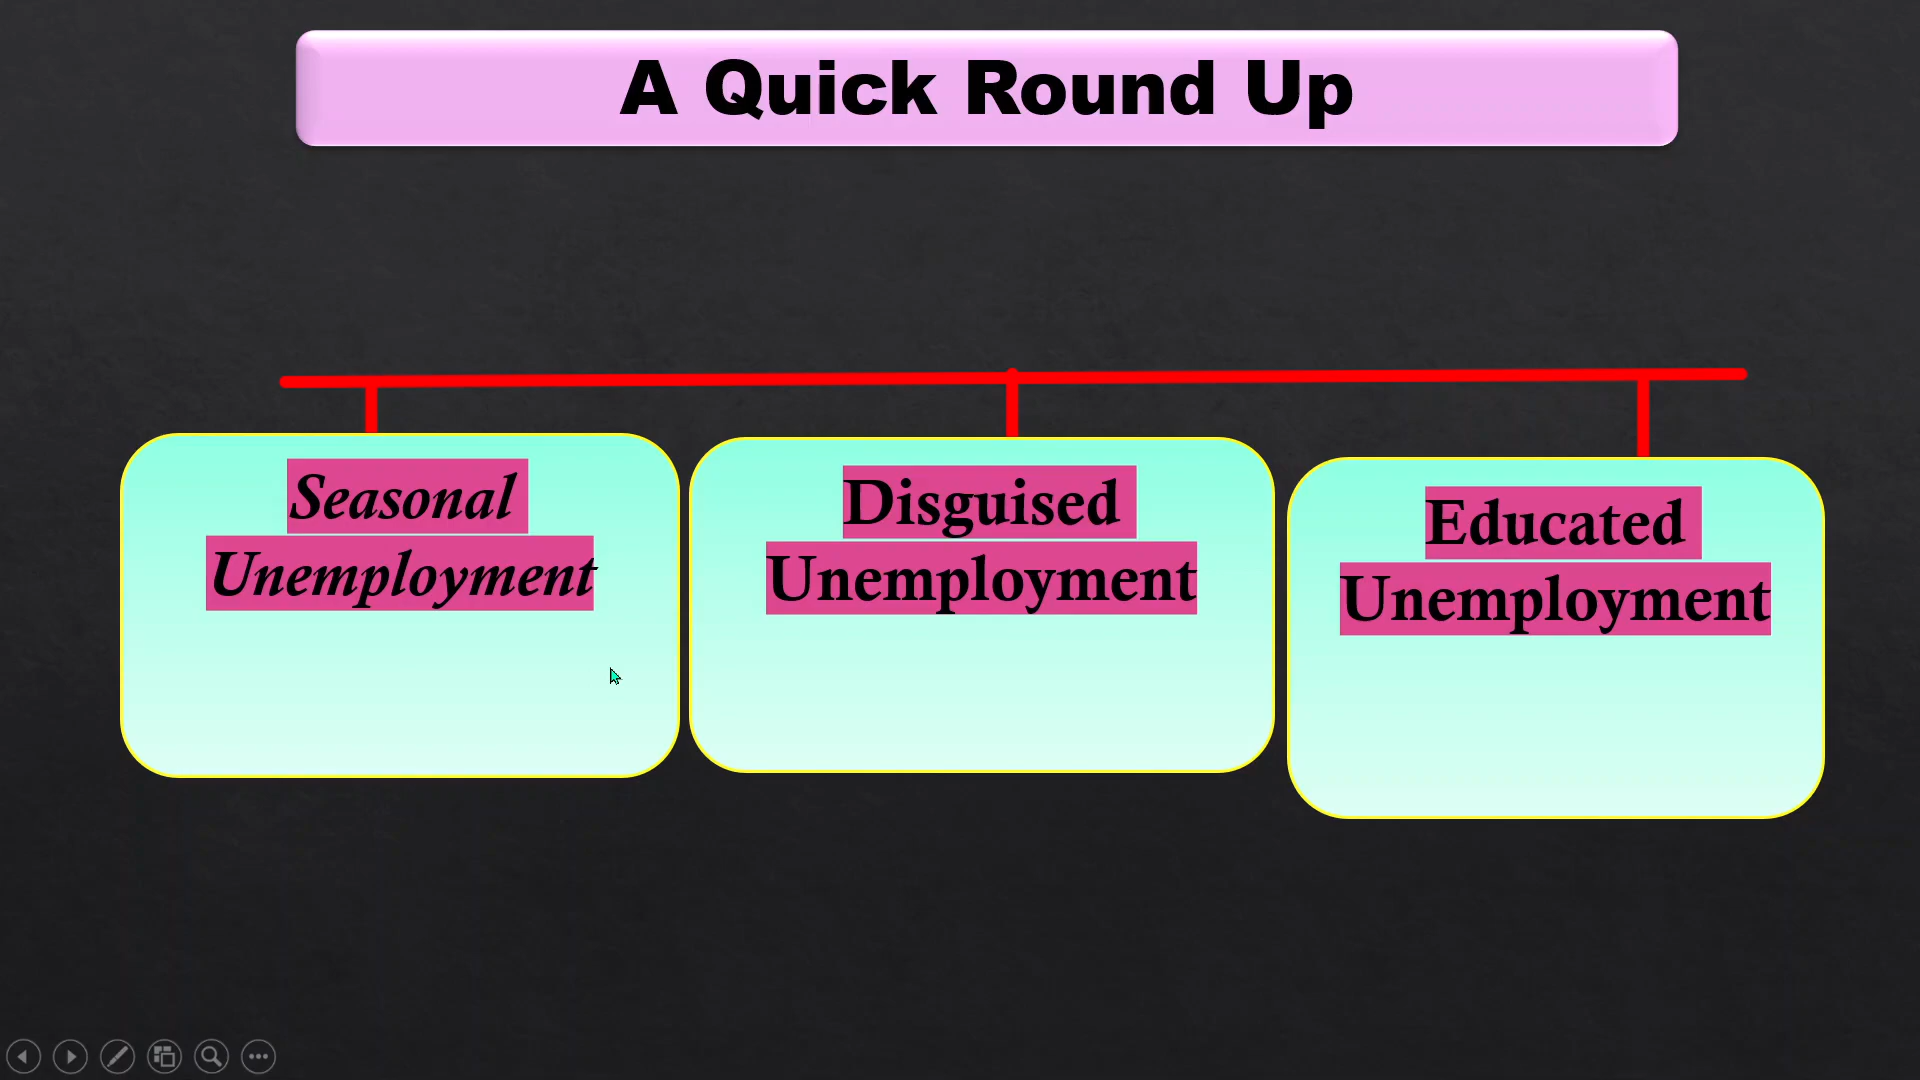 A Quick Round Up
Seasonal
Unemployment
Disguised
Unemployment
Educated
Unemployment